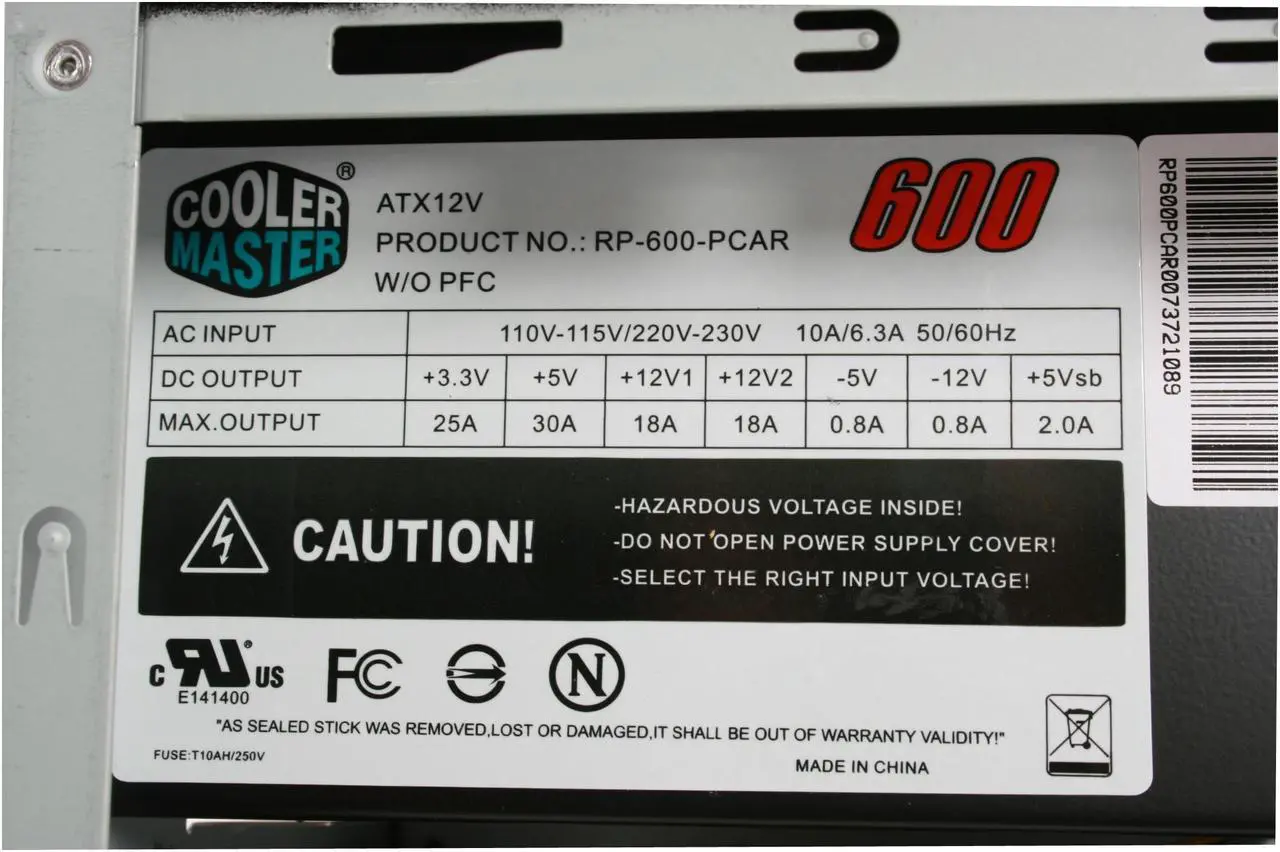 COOLER MASTER ®
ATX12V
PRODUCT NO.: RP-600-PCAR
W/O PFC
600
AC INPUT 110V-115V/220V-230V 10A/6.3A 50/60Hz
DC OUTPUT +3.3V +5V +12V1 +12V2 -5V -12V +5Vsb
MAX.OUTPUT 25A 30A 18A 18A 0.8A 0.8A 2.0A
CAUTION!
-HAZARDOUS VOLTAGE INSIDE!
-DO NOT OPEN POWER SUPPLY COVER!
-SELECT THE RIGHT INPUT VOLTAGE!
C RU ® US
E141400
FC
N
"AS SEALED STICK WAS REMOVED,LOST OR DAMAGED,IT SHALL BE OUT OF WARRANTY VALIDITY!"
FUSE:T10AH/250V
MADE IN CHINA
RP600PCAR0073721089